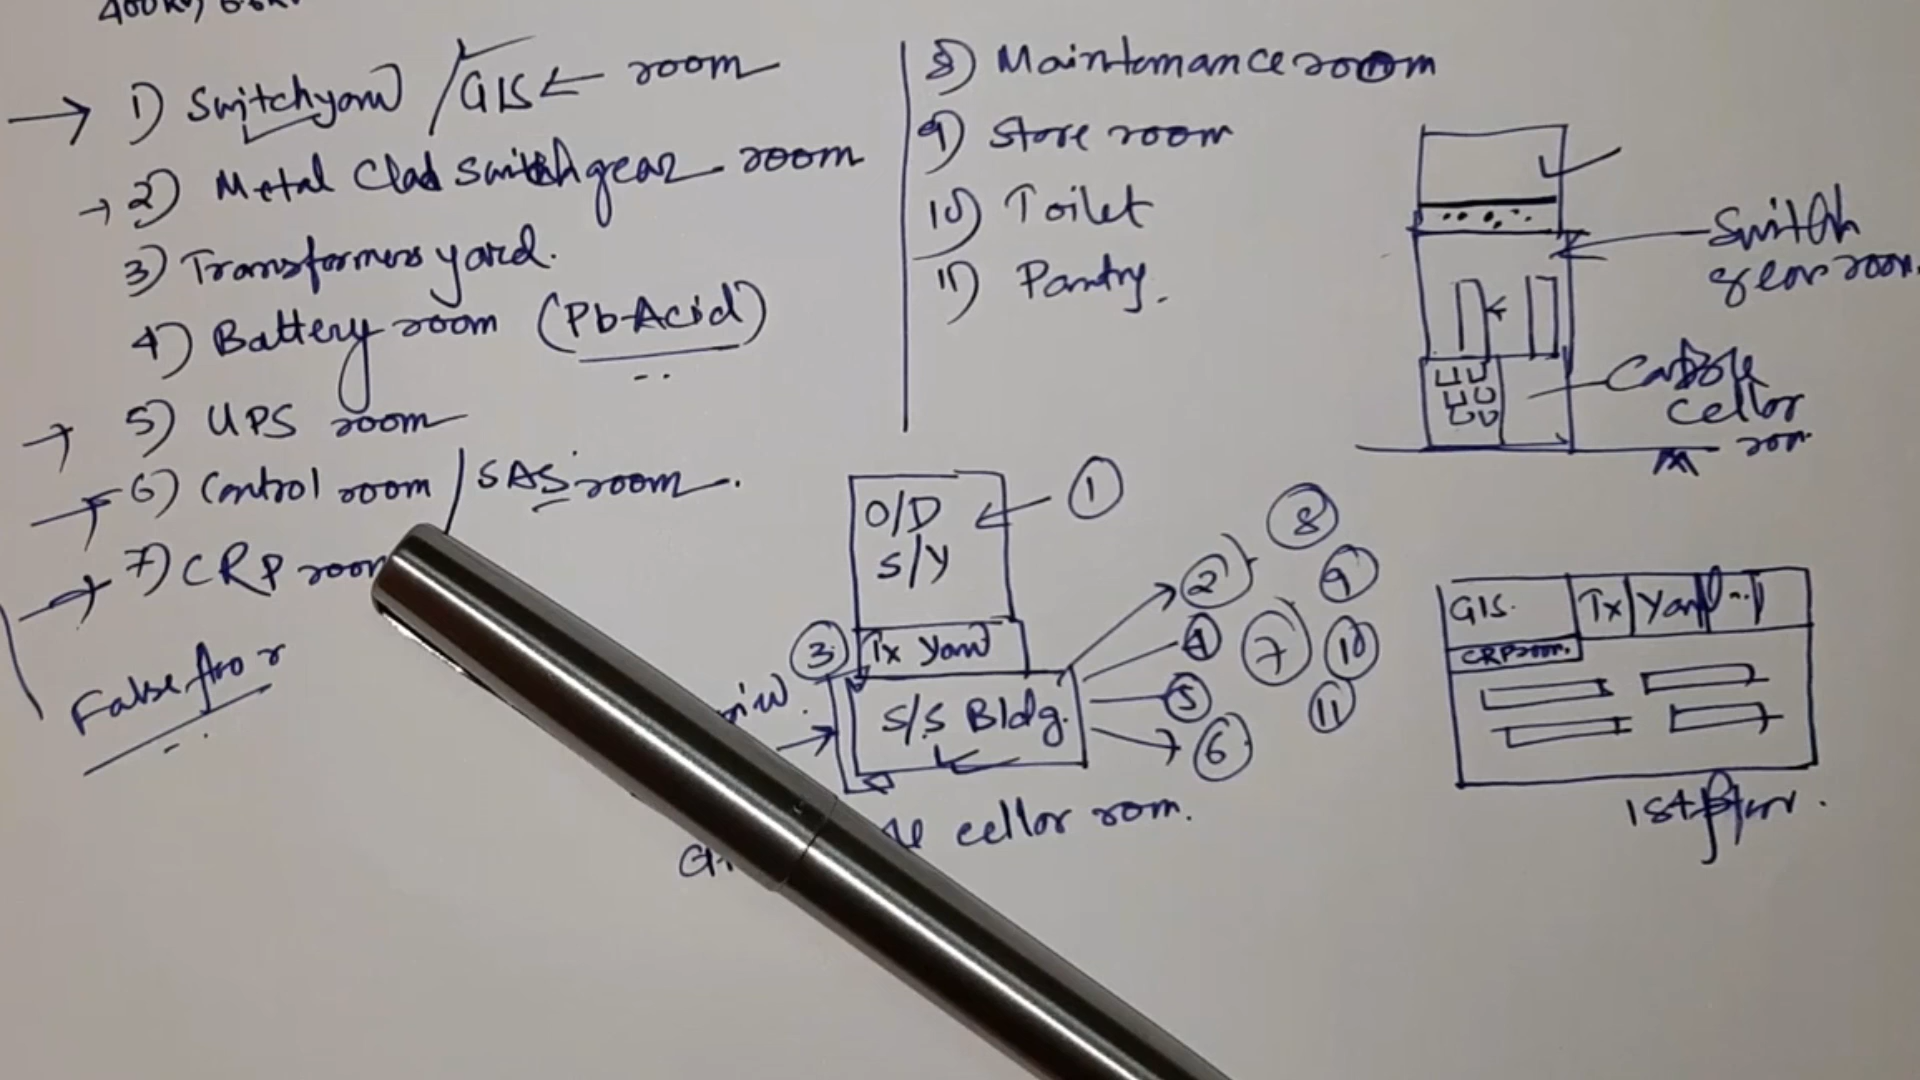 1) Switchyard / GIS ← room
2) Metal Clad Switchgear room
3) Transformers yard.
4) Battery room (Pb-Acid)
5) UPS room
6) Control room / SAS room.
7) CRP room
False floor
8) Maintenance room
9) Store room
10) Toilet
11) Pantry.
Switch
gear room
Cable
cellor
room
O/D
S/Y
1
3
Tx Yard
S/S Bldg.
2
4
5
6
7
8
9
10
11
cellor rom.
GIS.
Tx
Yard
CRP room.
1st floor.